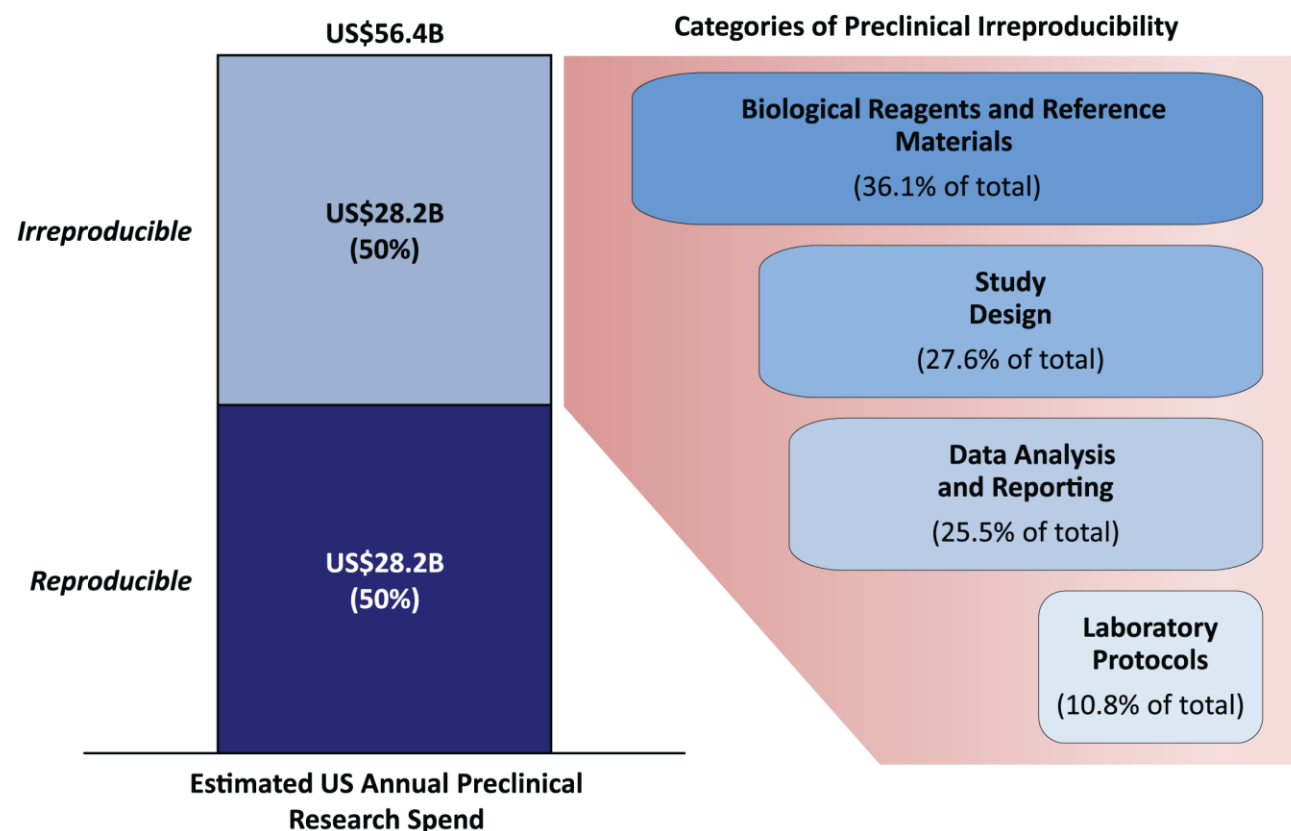 US$56.4B
Irreproducible
US$28.2B
(50%)
Reproducible
US$28.2B
(50%)
Estimated US Annual Preclinical
Research Spend
Categories of Preclinical Irreproducibility
Biological Reagents and Reference
Materials
(36.1% of total)
Study
Design
(27.6% of total)
Data Analysis
and Reporting
(25.5% of total)
Laboratory
Protocols
(10.8% of total)